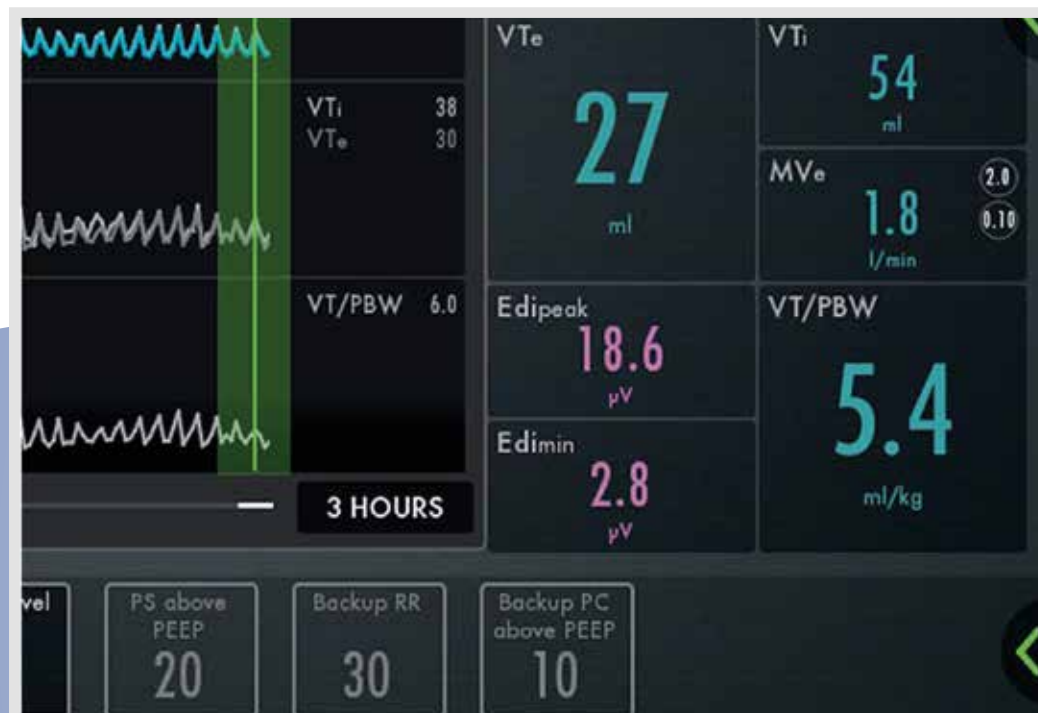 VTi 38
VTe 30
VT/PBW 6.0
3 HOURS
VTe
27
ml
VTi
54
ml
MVe
1.8
l/min
2.0
0.10
Edipeak
18.6
µV
Edimin
2.8
µV
VT/PBW
5.4
ml/kg
vel
PS above
PEEP
20
Backup RR
30
Backup PC
above PEEP
10